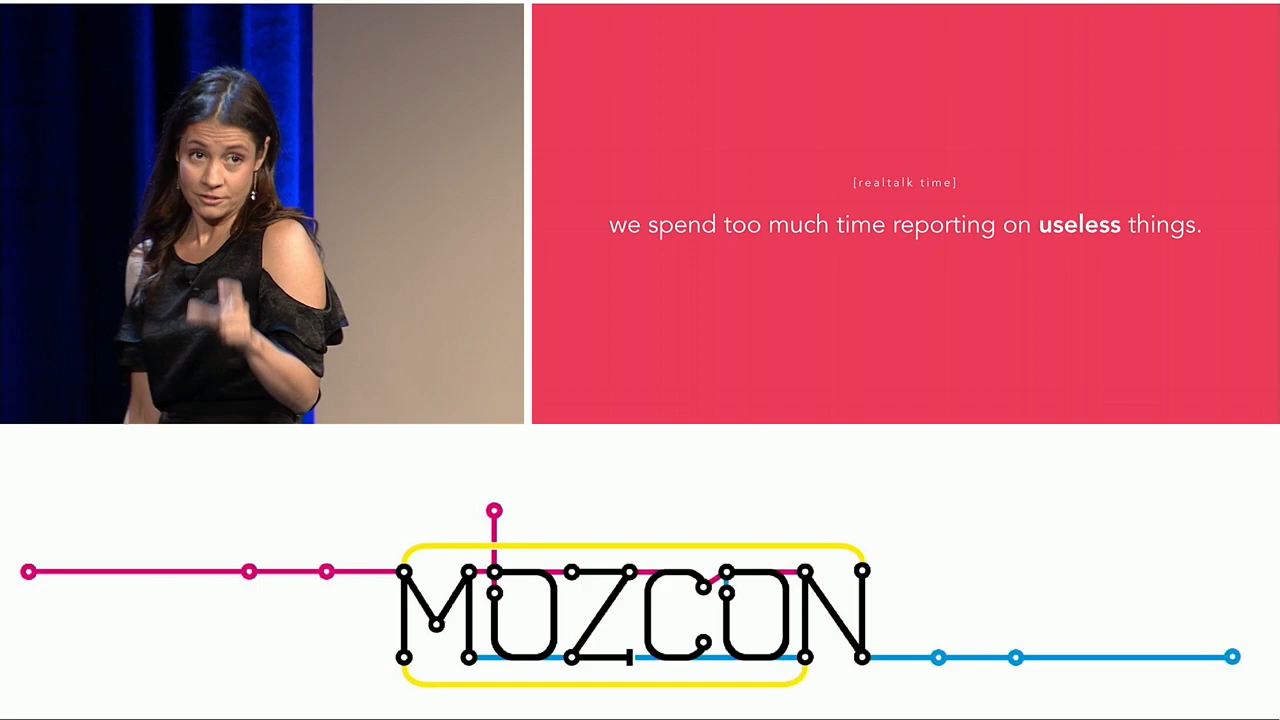 [realtalk time]
we spend too much time reporting on useless things.
MOZCON